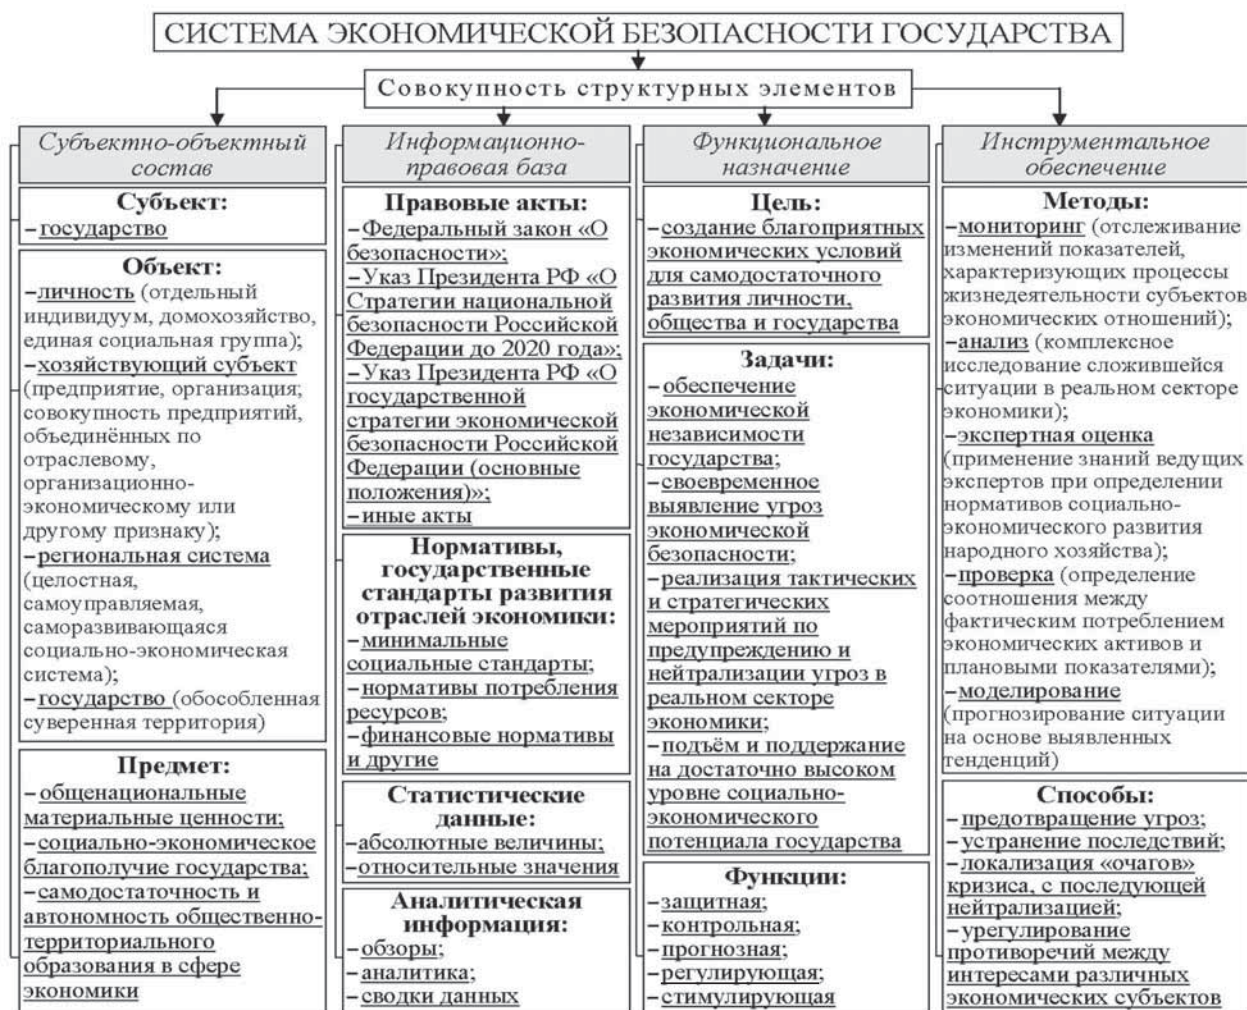 СИСТЕМА ЭКОНОМИЧЕСКОЙ БЕЗОПАСНОСТИ ГОСУДАРСТВА
Совокупность структурных элементов
Субъектно-объектный
состав
Субъект:
– государство
Объект:
– личность (отдельный
индивидуум, домохозяйство,
единая социальная группа);
– хозяйствующий субъект
(предприятие, организация;
совокупность предприятий,
объединённых по
отраслевому,
организационно-
экономическому или
другому признаку);
– региональная система
(целостная,
самоуправляемая,
саморазвивающаяся
социально-экономическая
система);
– государство (обособленная
суверенная территория)
Предмет:
– общенациональные
материальные ценности;
– социально-экономическое
благополучие государства;
– самодостаточность и
автономность общественно-
территориального
образования в сфере
экономики
Информационно-
правовая база
Правовые акты:
– Федеральный закон «О
безопасности»;
– Указ Президента РФ «О
Стратегии национальной
безопасности Российской
Федерации до 2020 года»;
– Указ Президента РФ «О
государственной
стратегии экономической
безопасности Российской
Федерации (основные
положения)»;
– иные акты
Нормативы,
государственные
стандарты развития
отраслей экономики:
– минимальные
социальные стандарты;
– нормативы потребления
ресурсов;
– финансовые нормативы
и другие
Статистические
данные:
– абсолютные величины;
– относительные значения
Аналитическая
информация:
– обзоры;
– аналитика;
– сводки данных
Функциональное
назначение
Цель:
– создание благоприятных
экономических условий
для самодостаточного
развития личности,
общества и государства
Задачи:
– обеспечение
экономической
независимости
государства;
– своевременное
выявление угроз
экономической
безопасности;
– реализация тактических
и стратегических
мероприятий по
предупреждению и
нейтрализации угроз в
реальном секторе
экономики;
– подъём и поддержание
на достаточно высоком
уровне социально-
экономического
потенциала государства
Функции:
– защитная;
– контрольная;
– прогнозная;
– регулирующая;
– стимулирующая
Инструментальное
обеспечение
Методы:
– мониторинг (отслеживание
изменений показателей,
характеризующих процессы
жизнедеятельности субъектов
экономических отношений);
– анализ (комплексное
исследование сложившейся
ситуации в реальном секторе
экономики);
– экспертная оценка
(применение знаний ведущих
экспертов при определении
нормативов социально-
экономического развития
народного хозяйства);
– проверка (определение
соотношения между
фактическим потреблением
экономических активов и
плановыми показателями);
– моделирование
(прогнозирование ситуации
на основе выявленных
тенденций)
Способы:
– предотвращение угроз;
– устранение последствий;
– локализация «очагов»
кризиса, с последующей
нейтрализацией;
– урегулирование
противоречий между
интересами различных
экономических субъектов